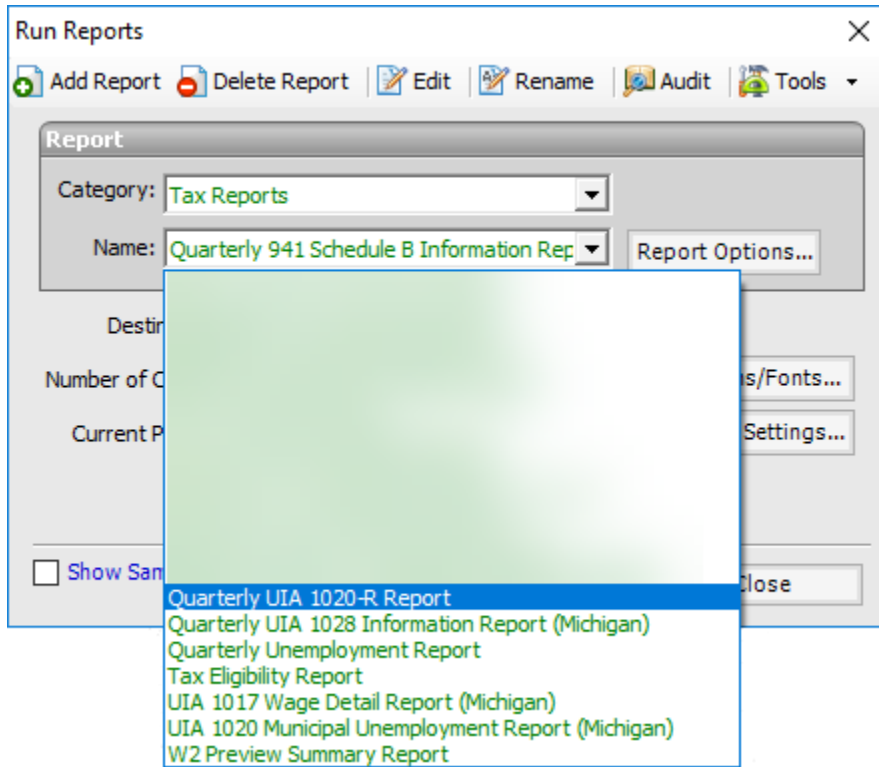 Run Reports
Add Report Delete Report Edit Rename Audit Tools
Report
Category: Tax Reports
Name: Quarterly 941 Schedule B Information Rep Report Options...
Destin
Number of C s/Fonts...
Current P Settings...
Show Sam Close
Quarterly UIA 1020-R Report
Quarterly UIA 1028 Information Report (Michigan)
Quarterly Unemployment Report
Tax Eligibility Report
UIA 1017 Wage Detail Report (Michigan)
UIA 1020 Municipal Unemployment Report (Michigan)
W2 Preview Summary Report